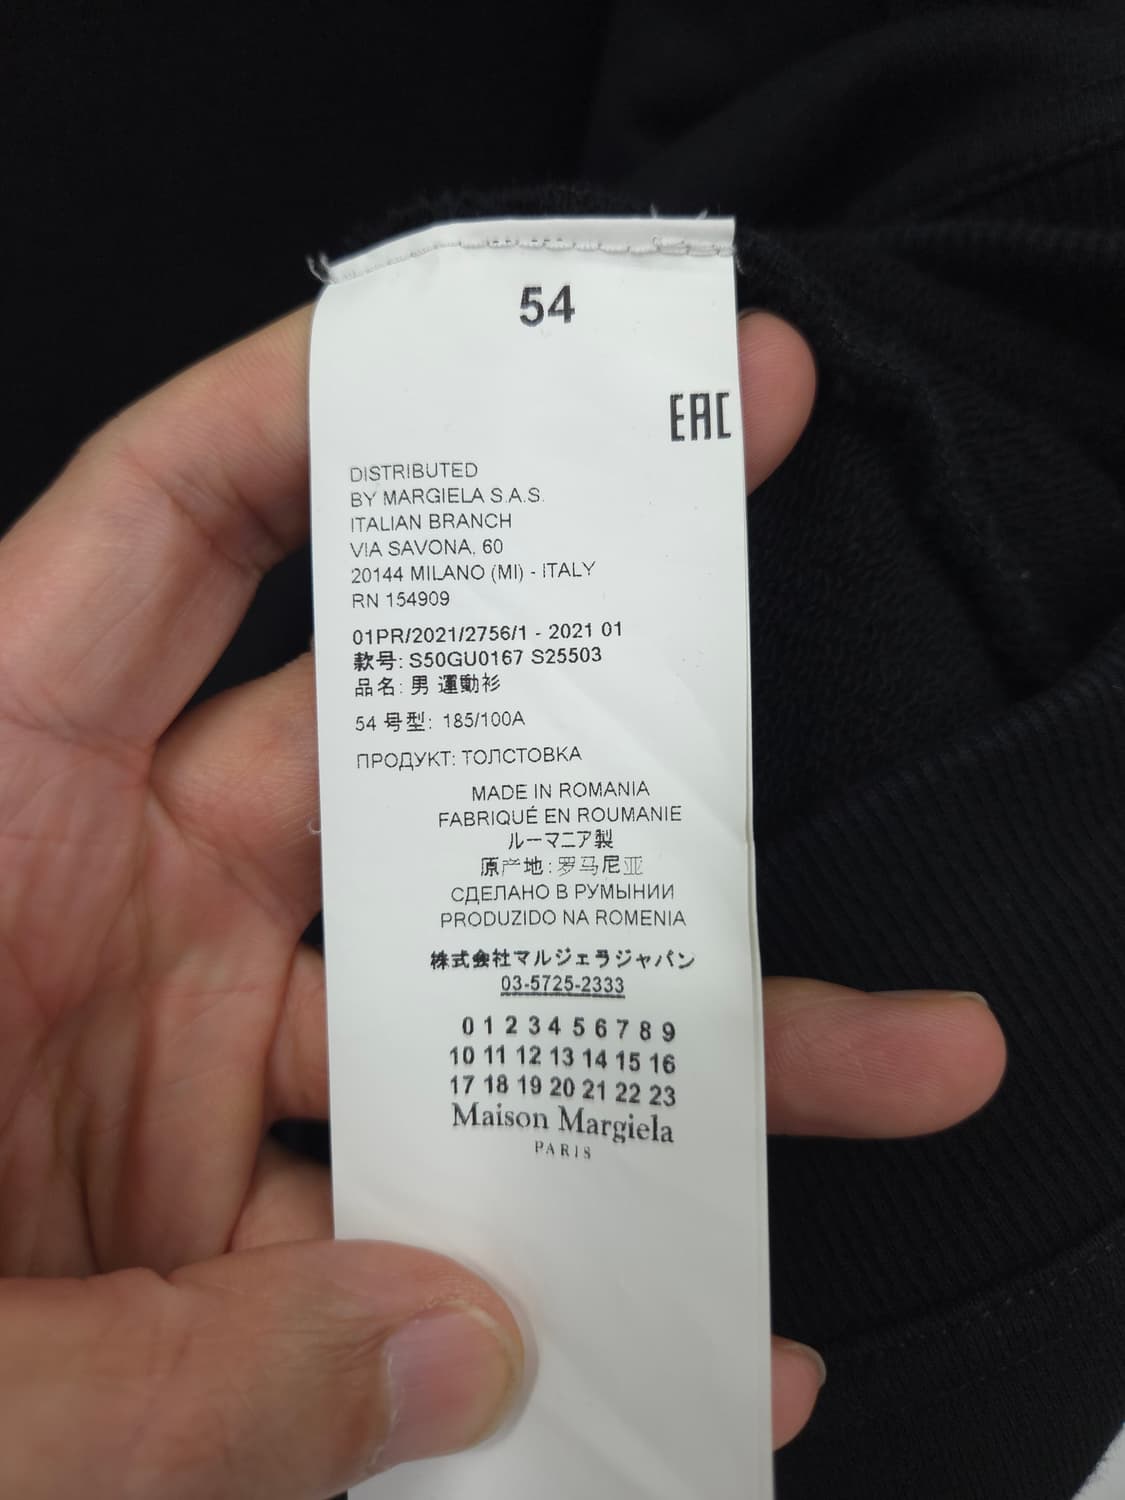 54
EAC
DISTRIBUTED
BY MARGIELA S.A.S.
ITALIAN BRANCH
VIA SAVONA, 60
20144 MILANO (MI) - ITALY
RN 154909
01PR/2021/2756/1 - 2021 01
款号: S50GU0167 S25503
品名: 男 運動衫
54 号型: 185/100A
ПРОДУКТ: ТОЛСТОВКА
MADE IN ROMANIA
FABRIQUÉ EN ROUMANIE
ルーマニア製
原产地: 罗马尼亚
СДЕЛАНО В РУМЫНИИ
PRODUZIDO NA ROMENIA
株式会社マルジェラジャパン
03-5725-2333
0 1 2 3 4 5 6 7 8 9
10 11 12 13 14 15 16
17 18 19 20 21 22 23
Maison Margiela
PARIS